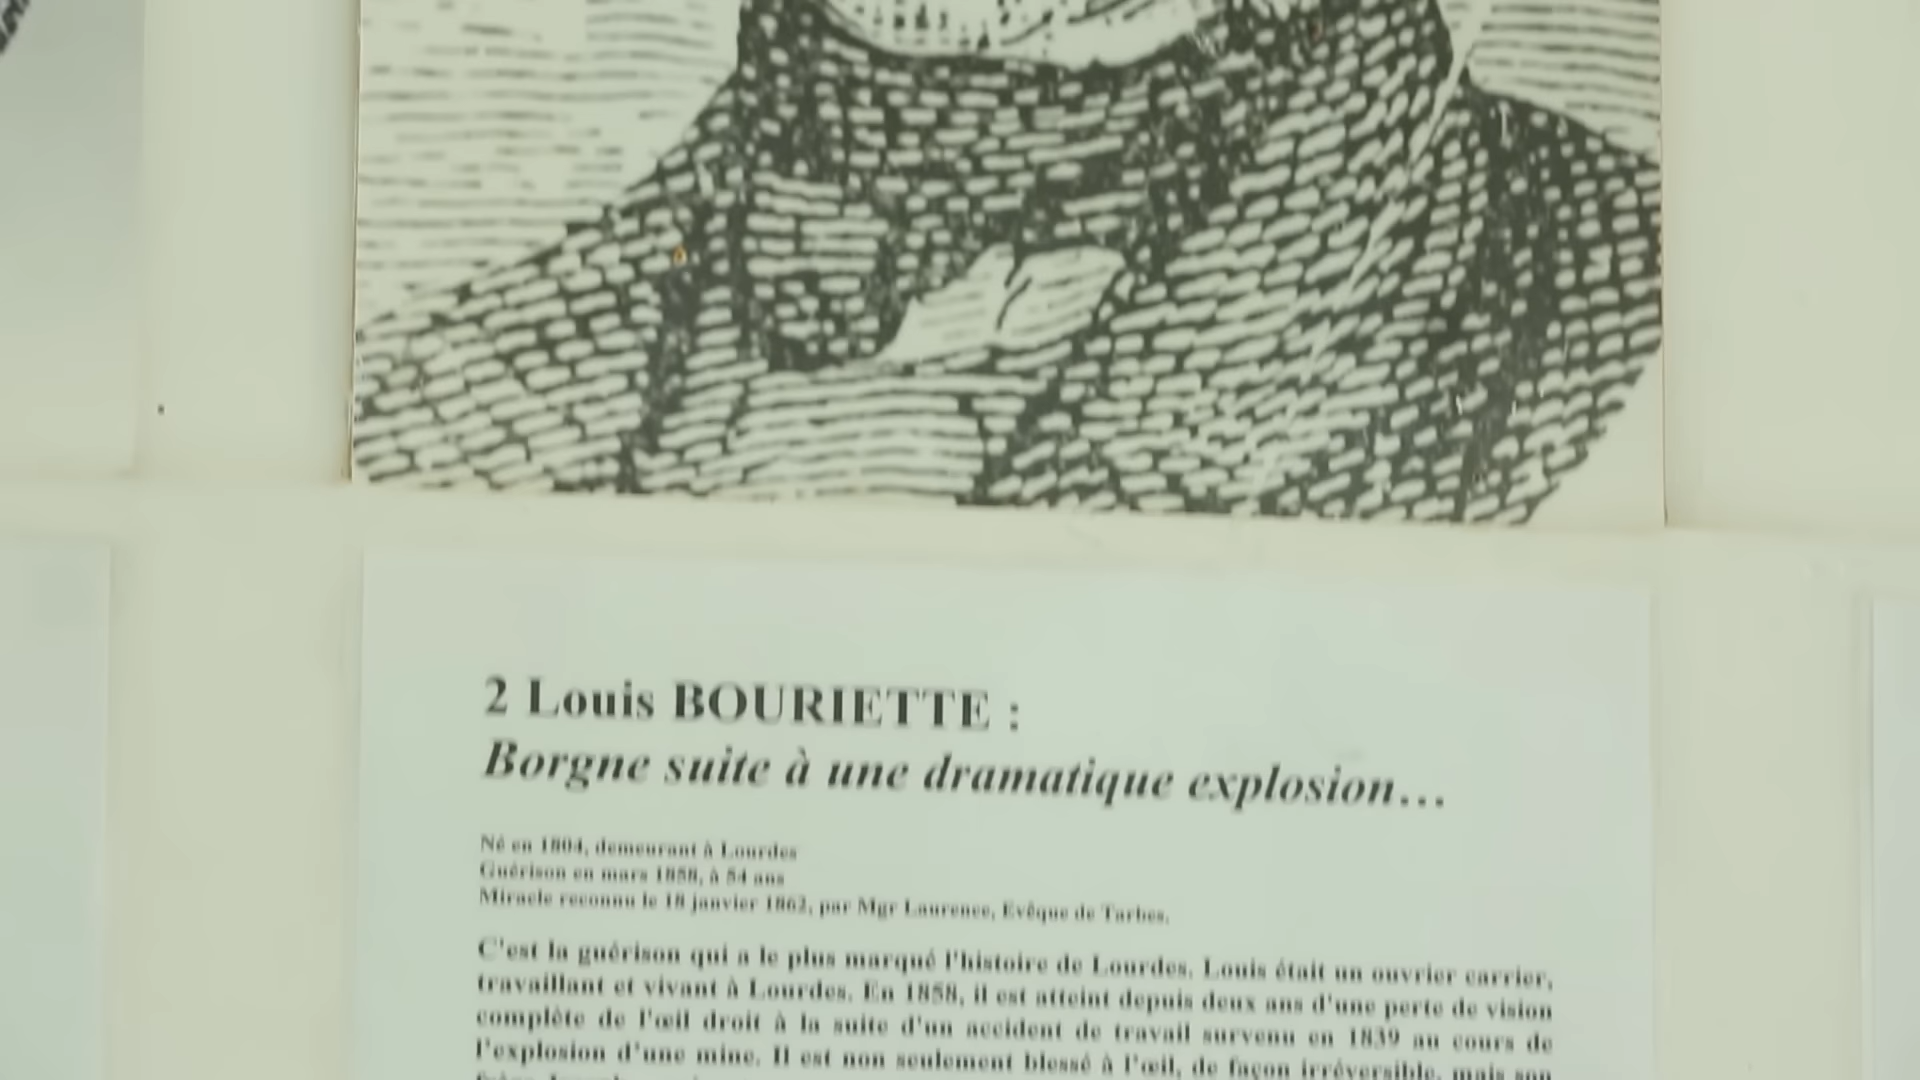 2 Louis BOURIETTE :
Borgne suite à une dramatique explosion…
Né en 1804, demeurant à Lourdes
Guérison en mars 1858, à 54 ans
Miracle reconnu le 18 janvier 1862, par Mgr Laurence, Evêque de Tarbes.
C'est la guérison qui a le plus marqué l'histoire de Lourdes. Louis était un ouvrier carrier,
travaillant et vivant à Lourdes. En 1858, il est atteint depuis deux ans d'une perte de vision
complète de l'œil droit à la suite d'un accident de travail survenu en 1839 au cours de
l'explosion d'une mine. Il est non seulement blessé à l'œil, de façon irréversible, mais son